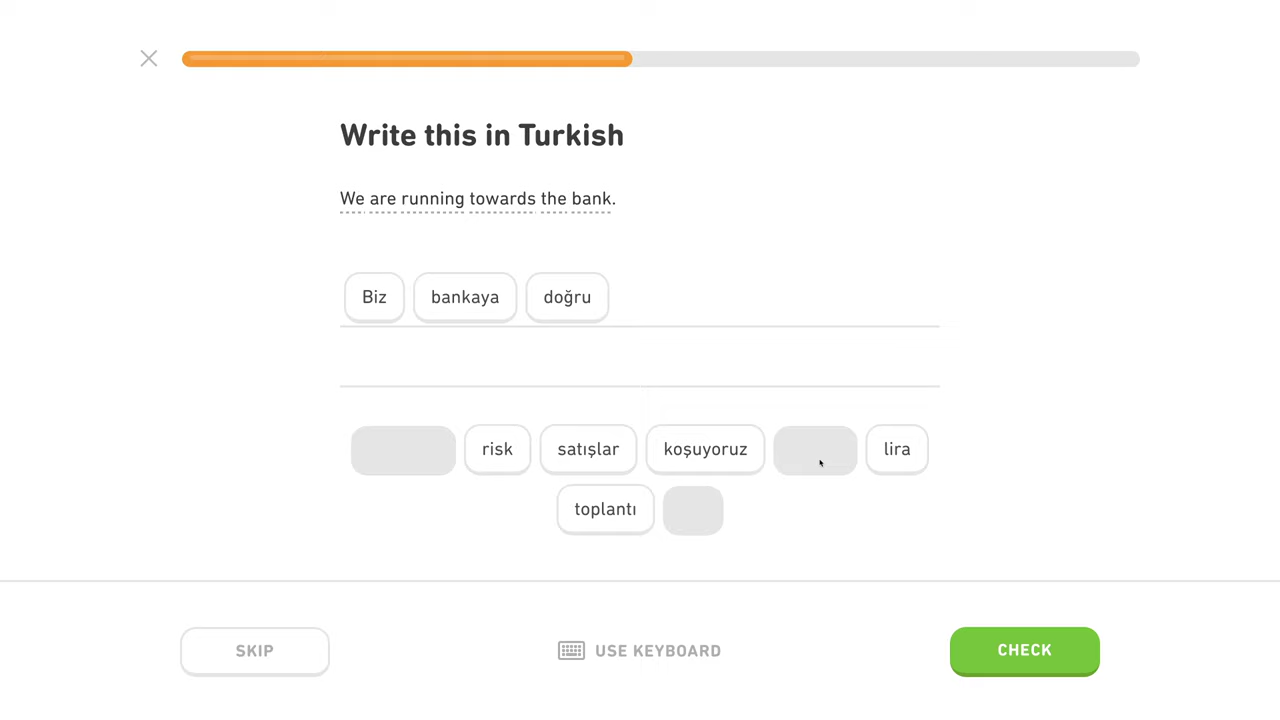 Write this in Turkish
We are running towards the bank.
Biz bankaya doğru
risk satışlar koşuyoruz lira
toplantı
SKIP USE KEYBOARD CHECK